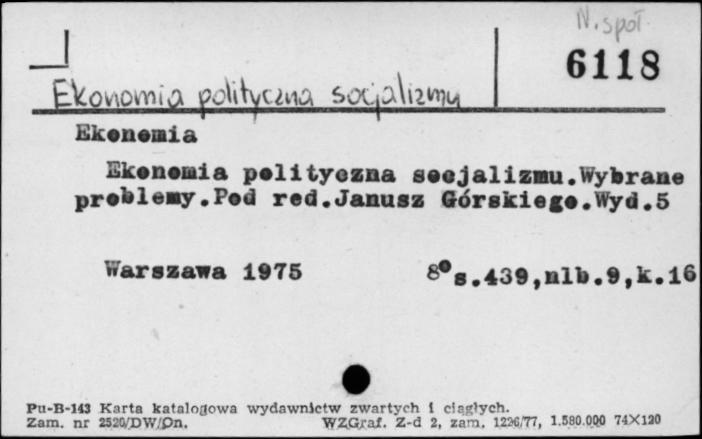 N. społ.
6118
Ekonomia polityczna socjalizmu
Ekonomia
Ekonomia polityczna socjalizmu.Wybrane
problemy.Pod red.Janusz Górskiego.Wyd.5
Warszawa 1975 8° s.439,nlb.9,k.16
Pu-B-143 Karta katalogowa wydawnictw zwartych i ciągłych.
Zam. nr 2520/DW/Dn. WZGraf. Z-d 2, zam. 1226/77, 1.580.000 74X120